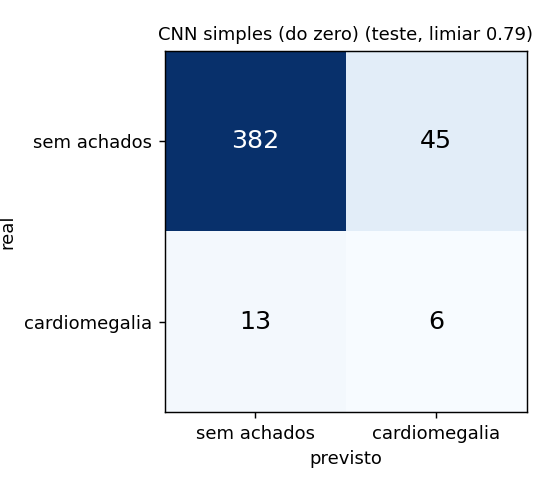 CNN simples (do zero) (teste, limiar 0.79)
sem achados
382
45
real
cardiomegalia
13
6
sem achados
cardiomegalia
previsto